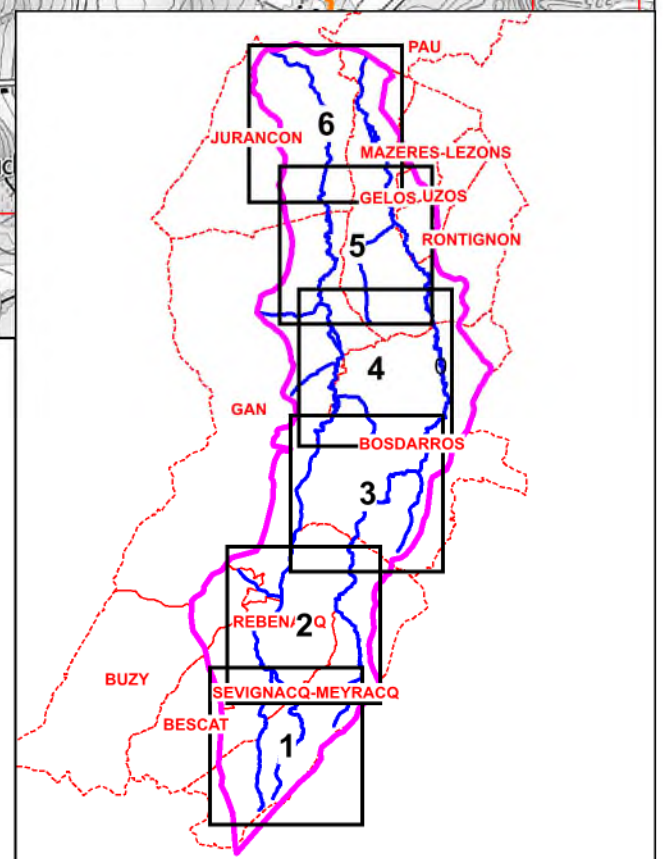 PAU
6
JURANCON
MAZERES-LEZONS
GELOS
UZOS
5
RONTIGNON
4
GAN
BOSDARROS
3
2
BUZY
SEVIGNACQ-MEYRACQ
BESCAT
1